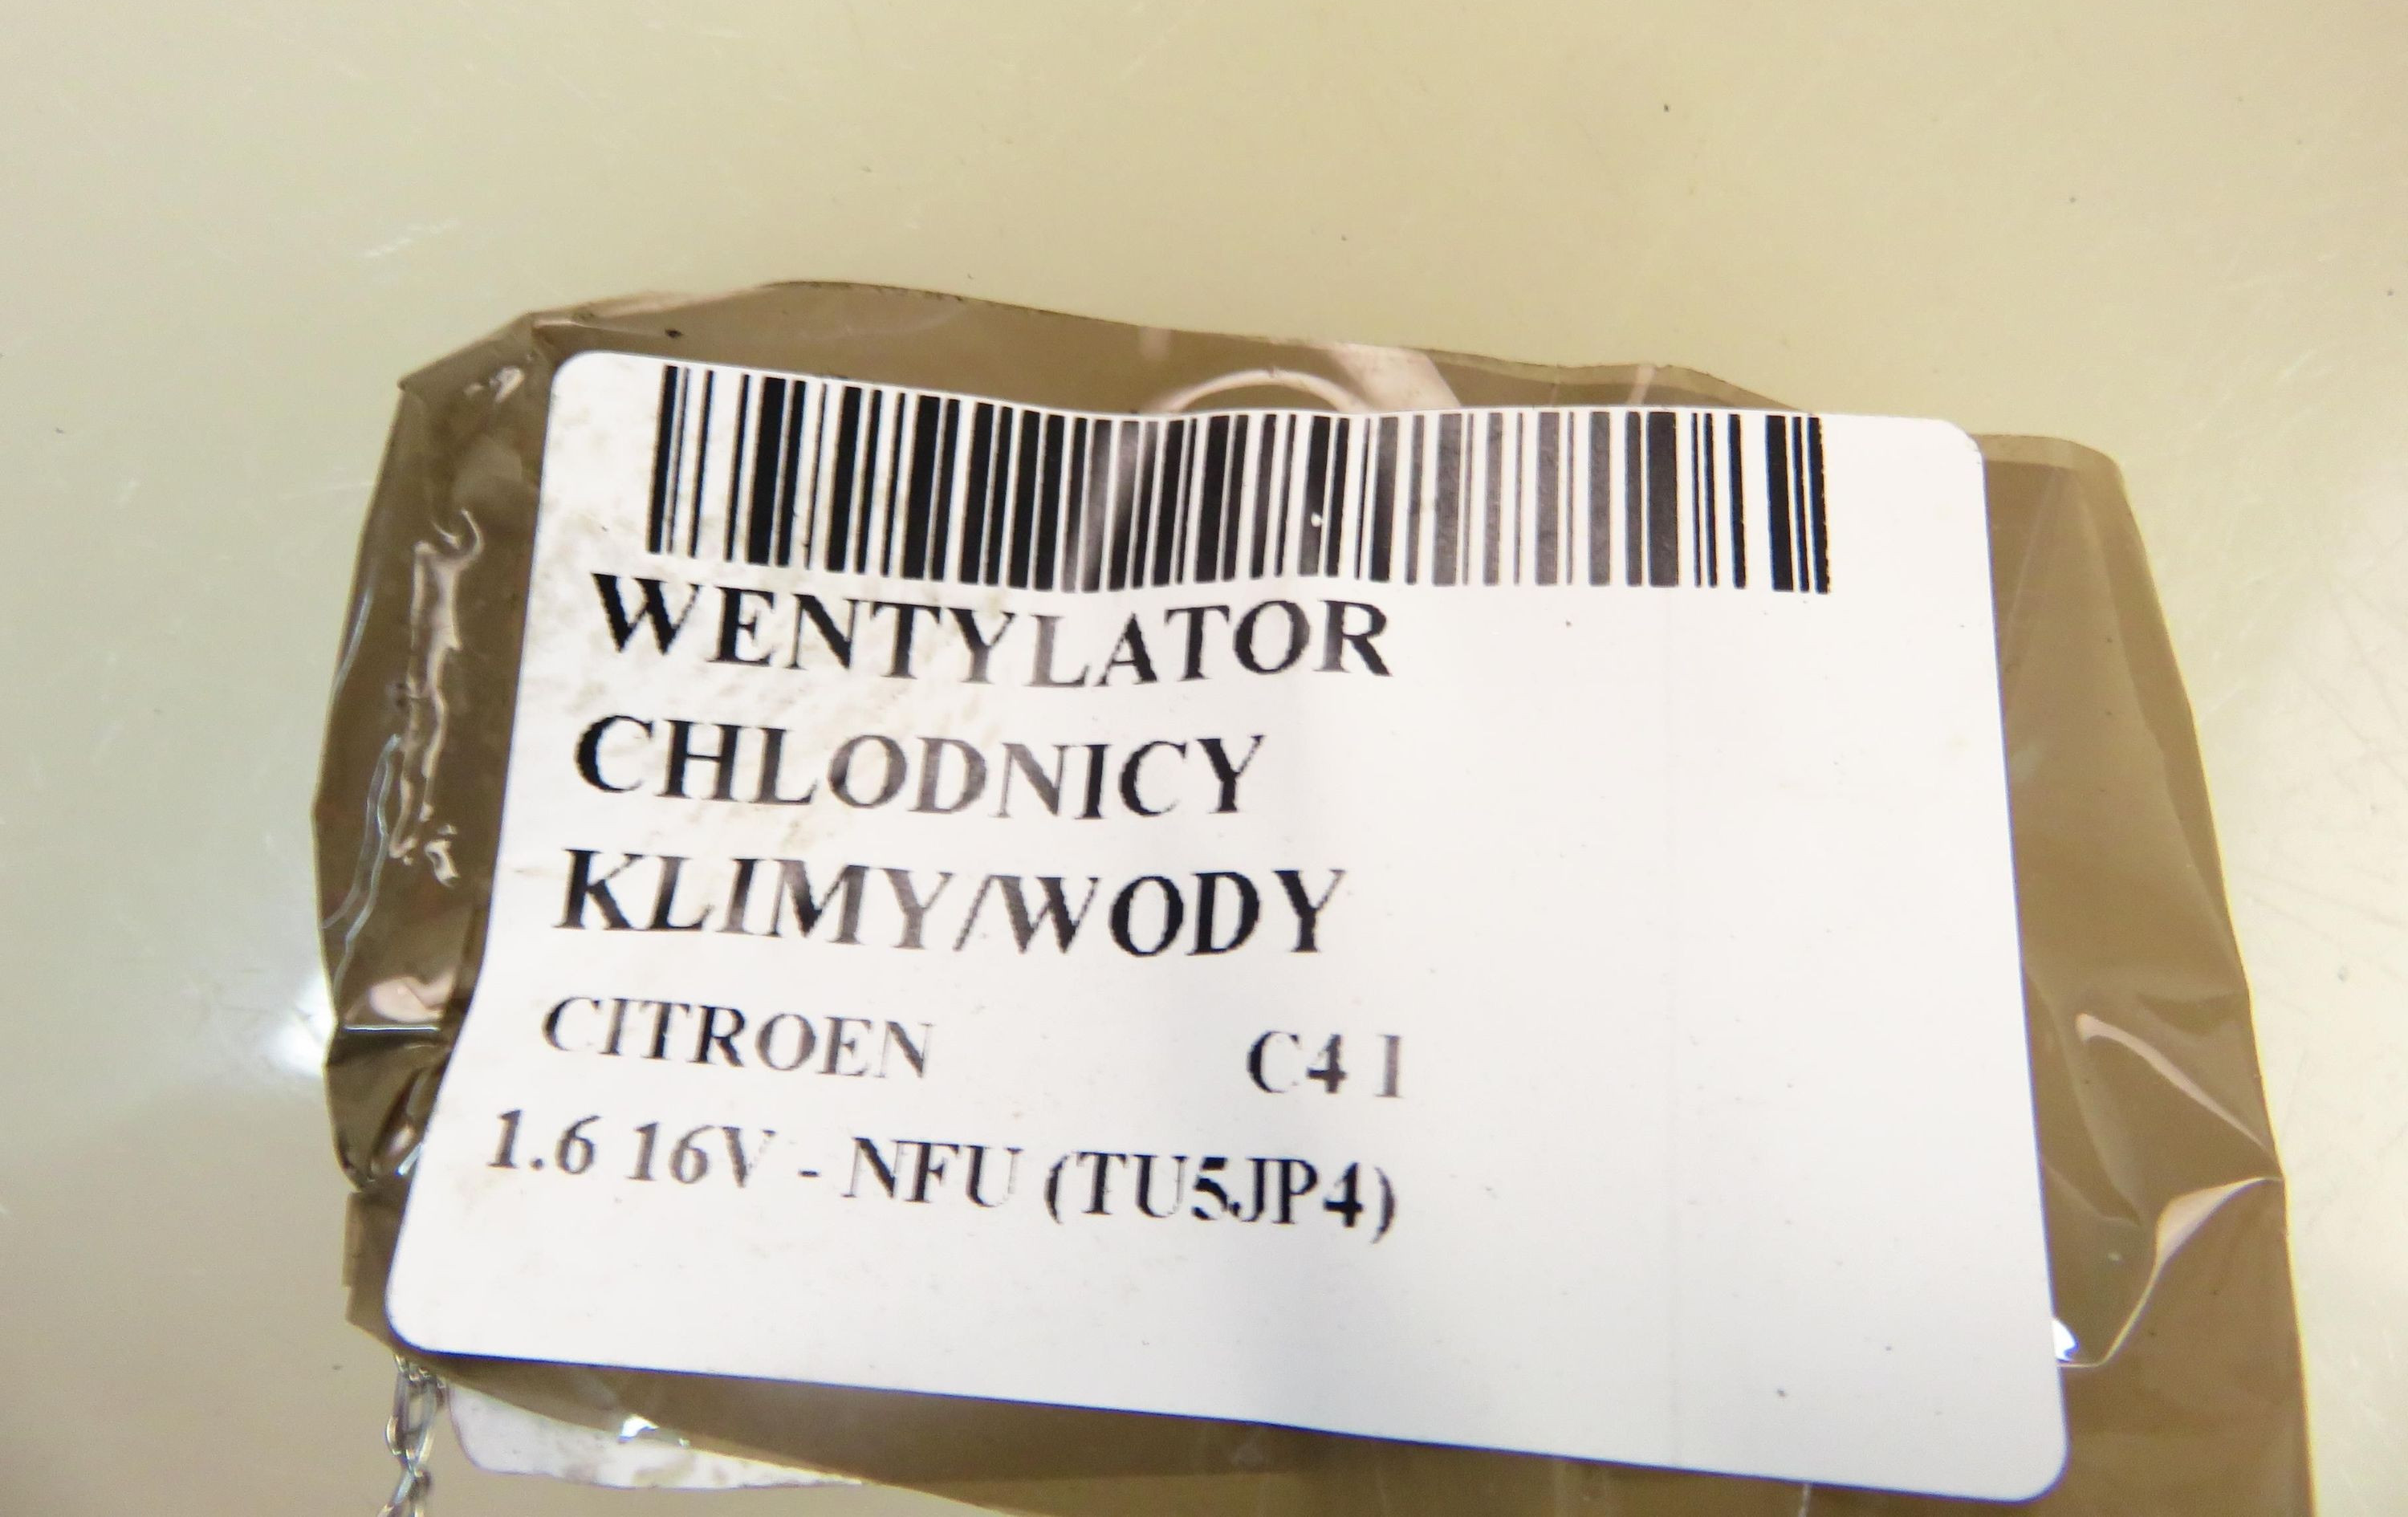 WENTYLATOR
CHLODNICY
KLIMY/WODY
CITROEN C4 I
1.6 16V - NFU (TU5JP4)